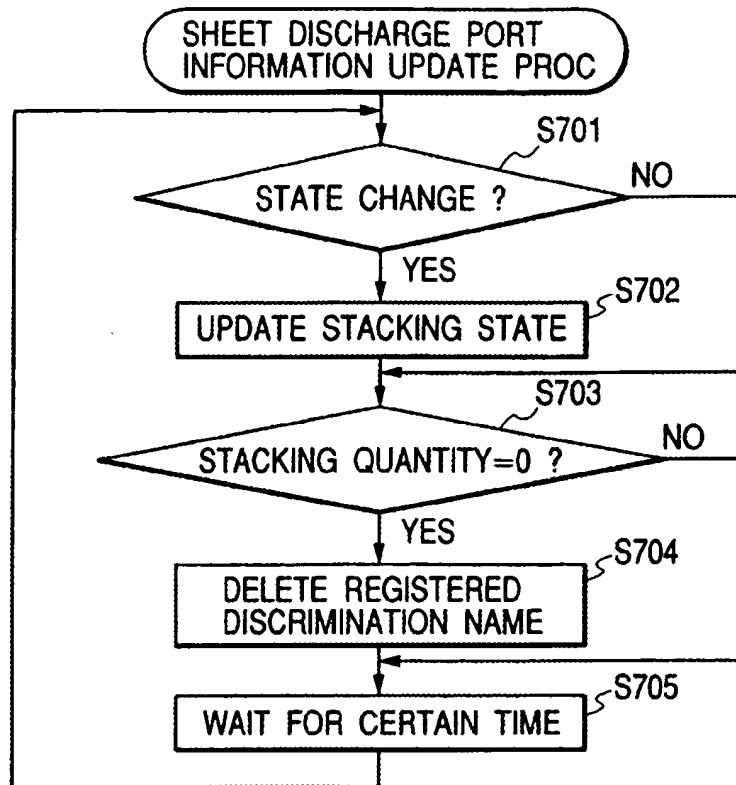 SHEET DISCHARGE PORT
INFORMATION UPDATE PROC
S701
STATE CHANGE ?
NO
YES
S702
UPDATE STACKING STATE
S703
STACKING QUANTITY=0 ?
NO
YES
S704
DELETE REGISTERED
DISCRIMINATION NAME
S705
WAIT FOR CERTAIN TIME